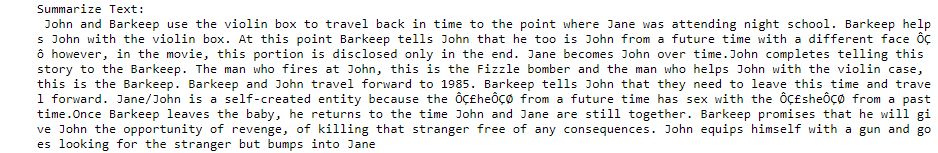 Summarize Text:
 John and Barkeep use the violin box to travel back in time to the point where Jane was attending night school. Barkeep help
s John with the violin box. At this point Barkeep tells John that he too is John from a future time with a different face ÔÇ
ô however, in the movie, this portion is disclosed only in the end. Jane becomes John over time.John completes telling this
story to the Barkeep. The man who fires at John, this is the Fizzle bomber and the man who helps John with the violin case,
this is the Barkeep. Barkeep and John travel forward to 1985. Barkeep tells John that they need to leave this time and trave
l forward. Jane/John is a self-created entity because the ÔÇ£heÔÇØ from a future time has sex with the ÔÇ£sheÔÇØ from a past
time.Once Barkeep leaves the baby, he returns to the time John and Jane are still together. Barkeep promises that he will gi
ve John the opportunity of revenge, of killing that stranger free of any consequences. John equips himself with a gun and go
es looking for the stranger but bumps into Jane